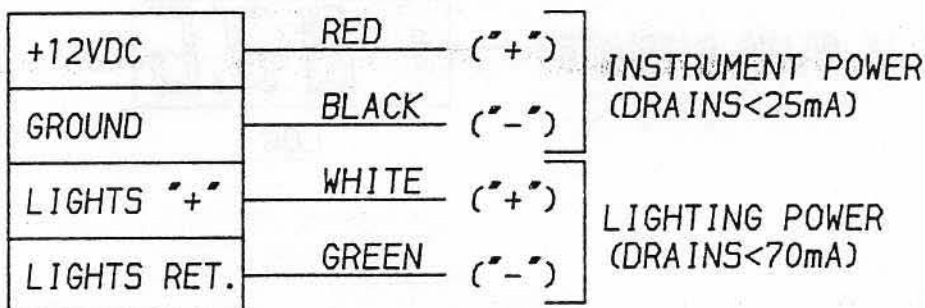 +12VDC RED ("+")
INSTRUMENT POWER
(DRAINS<25mA)
GROUND BLACK ("-")
LIGHTS "+" WHITE ("+")
LIGHTING POWER
(DRAINS<70mA)
LIGHTS RET. GREEN ("-")